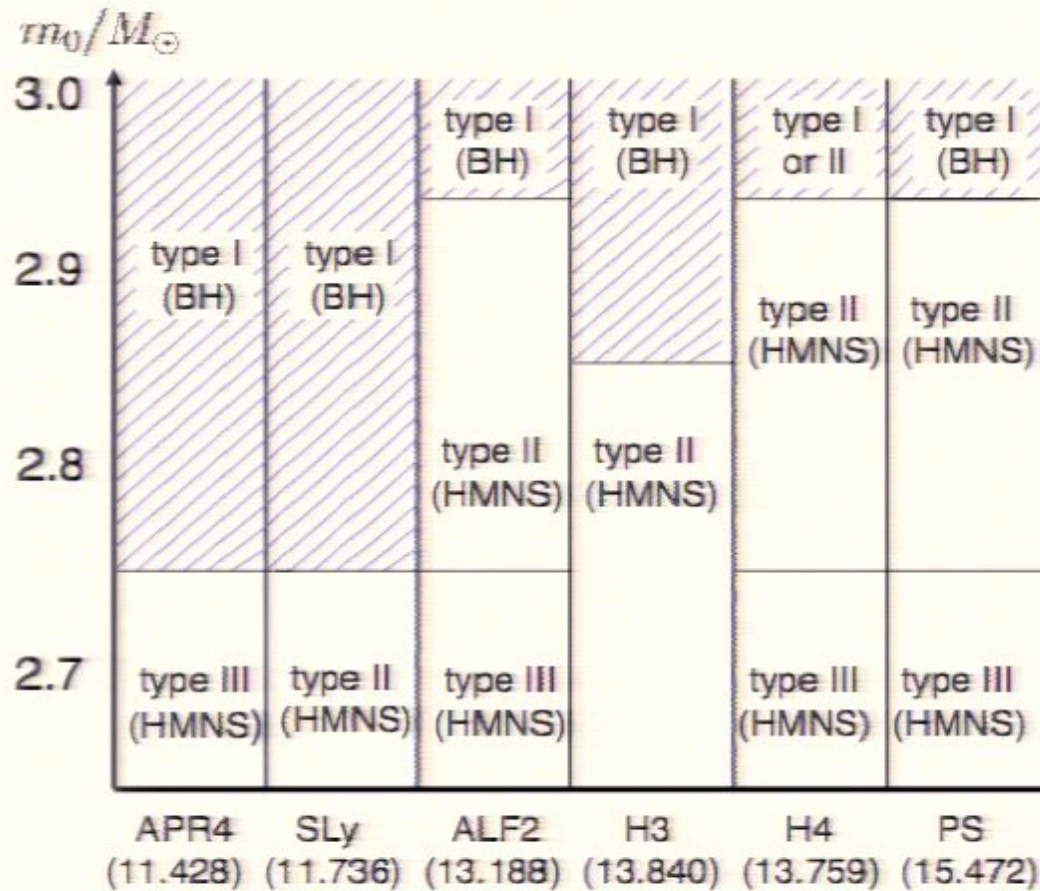 m₀/M☉
3.0
type I type I type I type I
(BH) (BH) or II (BH)
2.9
type I type I
(BH) (BH)
type II type II
(HMNS) (HMNS)
2.8
type II type II
(HMNS) (HMNS)
2.7
type III type II type III type III type III
(HMNS) (HMNS) (HMNS) (HMNS) (HMNS)
APR4 SLy ALF2 H3 H4 PS
(11.428) (11.736) (13.188) (13.840) (13.759) (15.472)